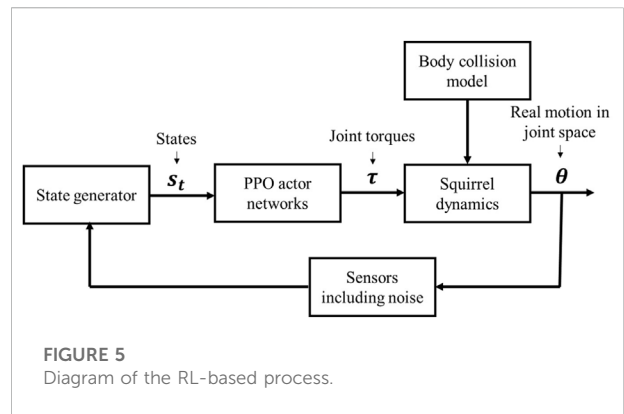 Body collision
model
Real motion in
joint space
↓
θ
States
↓
s_t
Joint torques
↓
τ
State generator
PPO actor
networks
Squirrel
dynamics
Sensors
including noise
FIGURE 5
Diagram of the RL-based process.